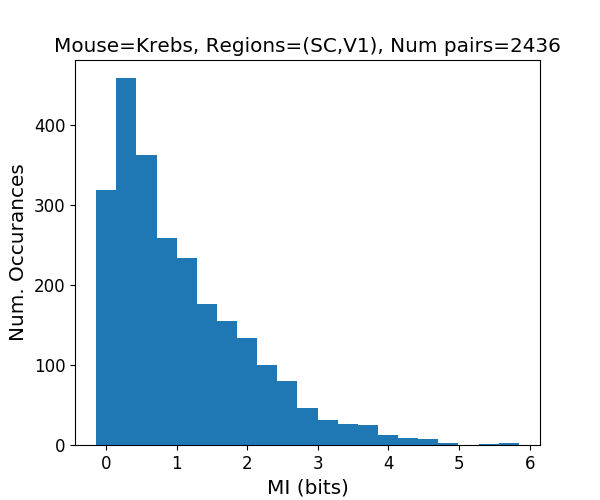 Mouse=Krebs, Regions=(SC,V1), Num pairs=2436
Num. Occurances
400
300
200
100
0
0 1 2 3 4 5 6
MI (bits)